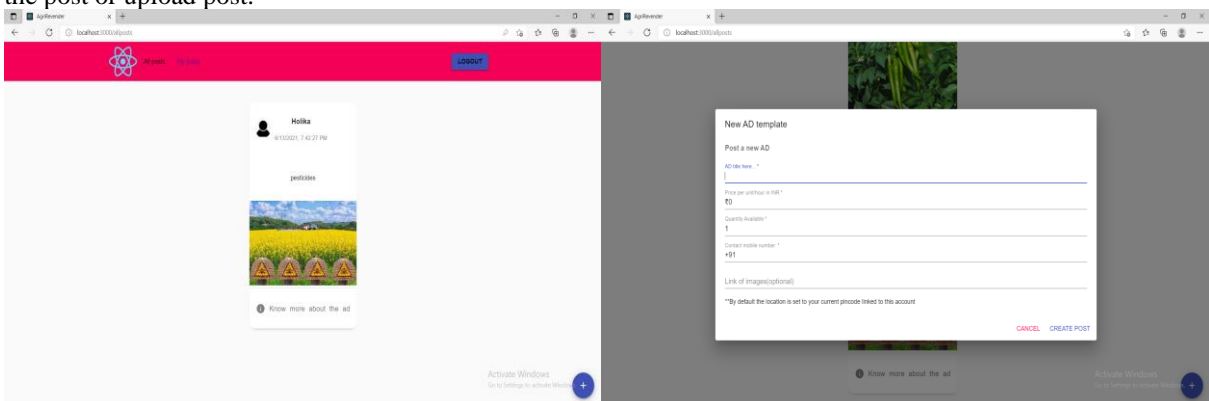 the post or upload post.
AgriRevender
localhost:3000/allposts
All posts My posts
LOGOUT
Holika
4/13/2021, 7:42:27 PM
pesticides
Know more about the ad
Activate Windows
Go to Settings to activate Windows
+
AgriRevender
localhost:3000/allposts
New AD template
Post a new AD
AD title here... *
Price per unit/hour in INR *
₹0
Quantity Available *
1
Contact mobile number *
+91
Link of images(optional)
**By default the location is set to your current pincode linked to this account
CANCEL CREATE POST
Know more about the ad
Activate Windows
Go to Settings to activate Windows
+